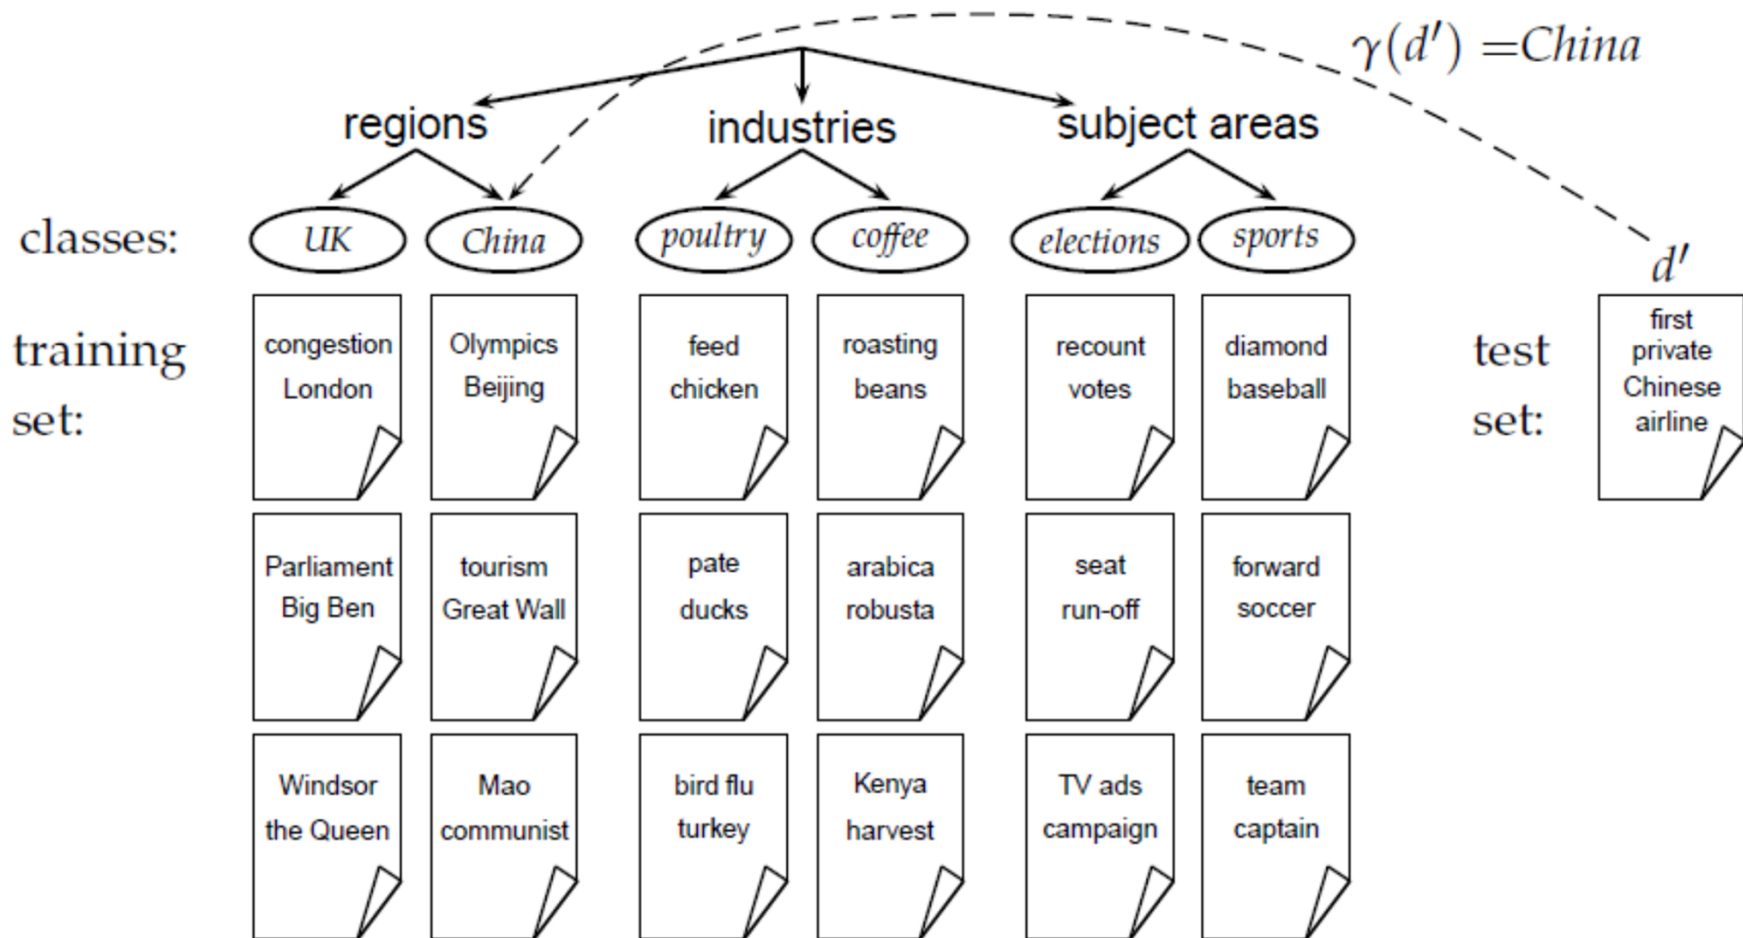 γ(d′) =China
regions industries subject areas
classes: UK China poultry coffee elections sports
d′
training set:
congestion London
Olympics Beijing
feed chicken
roasting beans
recount votes
diamond baseball
test set:
first private Chinese airline
Parliament Big Ben
tourism Great Wall
pate ducks
arabica robusta
seat run-off
forward soccer
Windsor the Queen
Mao communist
bird flu turkey
Kenya harvest
TV ads campaign
team captain